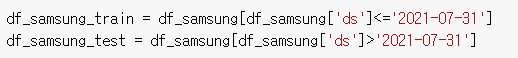 df_samsung_train = df_samsung[df_samsung['ds']<='2021-07-31']
df_samsung_test = df_samsung[df_samsung['ds']>'2021-07-31']